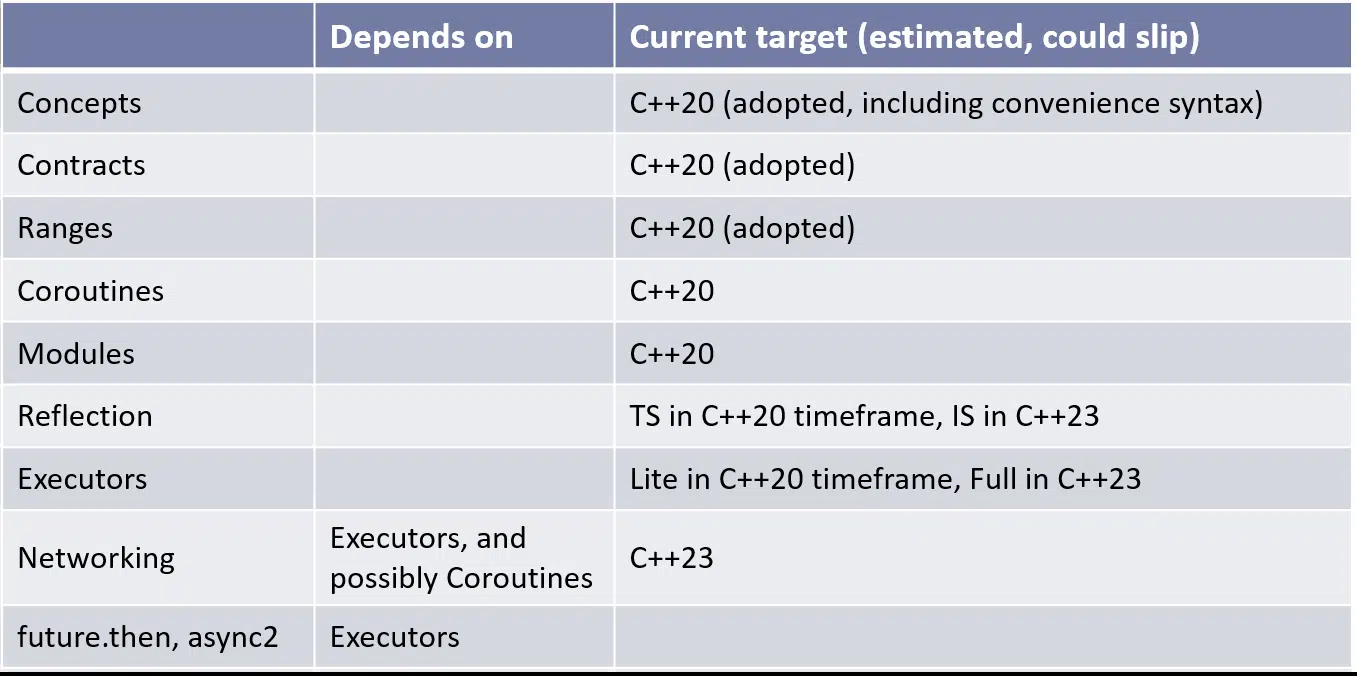 Depends on Current target (estimated, could slip)
Concepts C++20 (adopted, including convenience syntax)
Contracts C++20 (adopted)
Ranges C++20 (adopted)
Coroutines C++20
Modules C++20
Reflection TS in C++20 timeframe, IS in C++23
Executors Lite in C++20 timeframe, Full in C++23
Networking Executors, and
possibly Coroutines C++23
future.then, async2 Executors